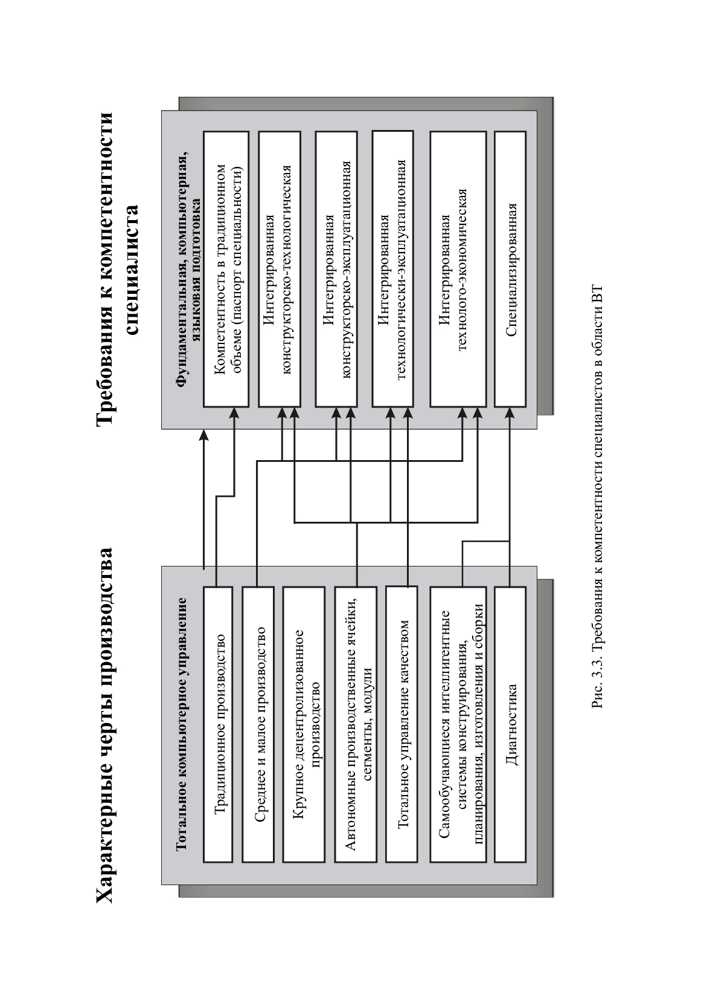 Характерные черты производства
Тотальное компьютерное управление
Традиционное производство
Среднее и малое производство
Крупное децентролизованное
производство
Автономные производственные ячейки,
сегменты, модули
Тотальное управление качеством
Самообучающиеся интеллигентные
системы конструирования,
планирования, изготовления и сборки
Диагностика
Требования к компетентности
специалиста
Фундаментальная, компьютерная,
языковая подготовка
Компетентность в традиционном
объеме (паспорт специальности)
Интегрированная
конструкторско-технологическая
Интегрированная
конструкторско-эксплуатационная
Интегрированная
технологически-эксплуатационная
Интегрированная
технолого-экономическая
Специализированная
Рис. 3.3. Требования к компетентности специалистов в области ВТ